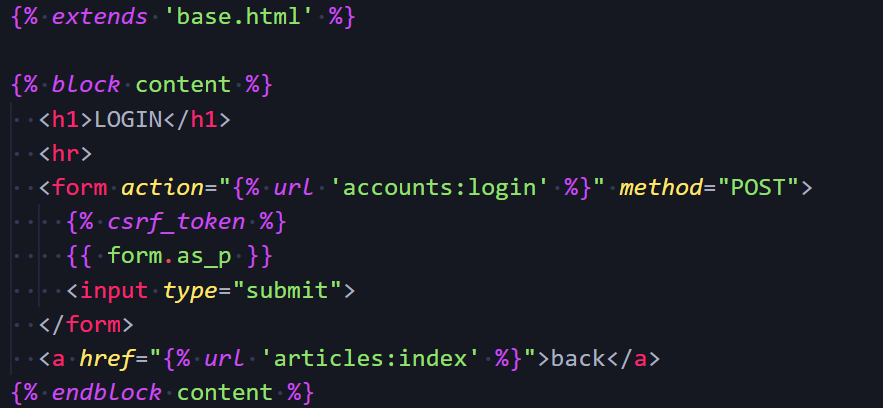 {% extends 'base.html' %}
{% block content %}
<h1>LOGIN</h1>
<hr>
<form action="{% url 'accounts:login' %}" method="POST">
{% csrf_token %}
{{ form.as_p }}
<input type="submit">
</form>
<a href="{% url 'articles:index' %}">back</a>
{% endblock content %}